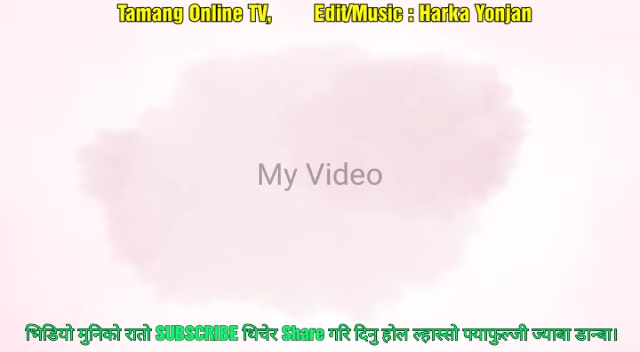 Tamang Online TV, Edit/Music : Harka Yonjan
My Video
भिडियो मुनिको रातो SUBSCRIBE थिचेर Share गरि दिनु होल ल्हास्सो फ्याफुल्जी ज्याबा डान्बा।